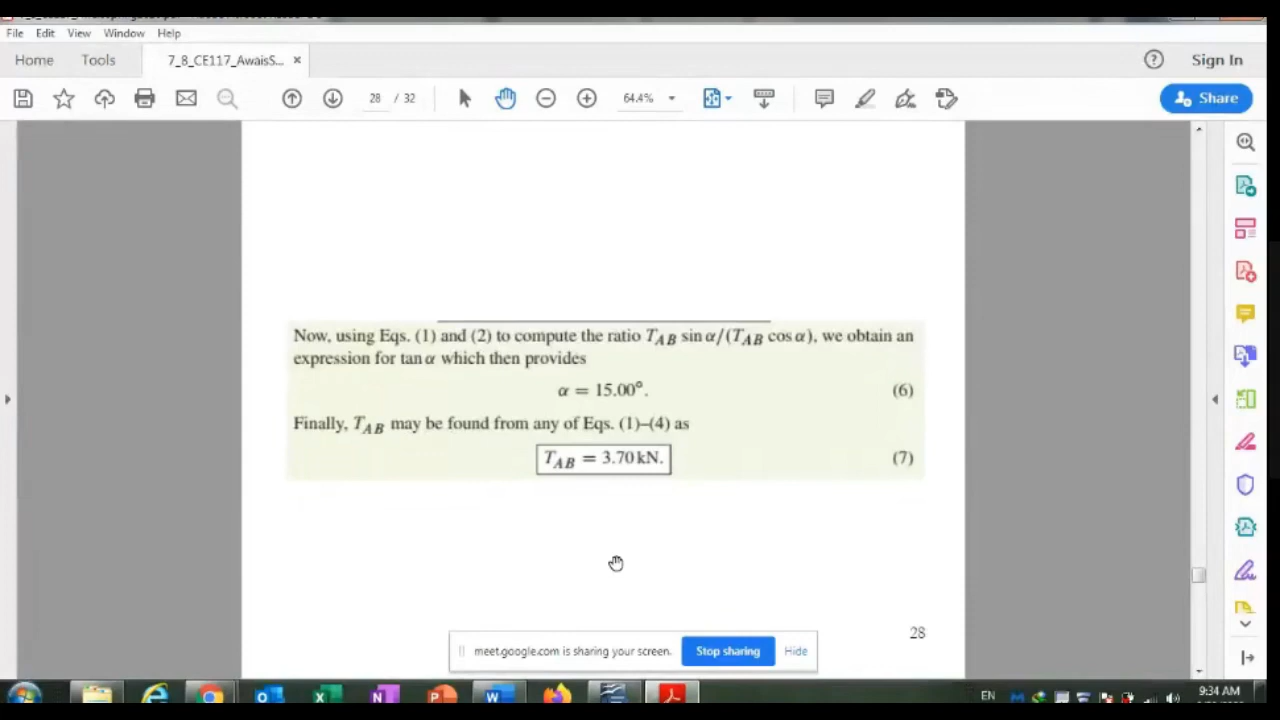 File Edit View Window Help
Home Tools 7_8_CE117_AwaisS... × Sign In
28 / 32 64.4% Share
Now, using Eqs. (1) and (2) to compute the ratio T_AB sin α/(T_AB cos α), we obtain an
expression for tan α which then provides
α = 15.00°. (6)
Finally, T_AB may be found from any of Eqs. (1)–(4) as
T_AB = 3.70 kN. (7)
28
meet.google.com is sharing your screen. Stop sharing Hide
EN 9:34 AM